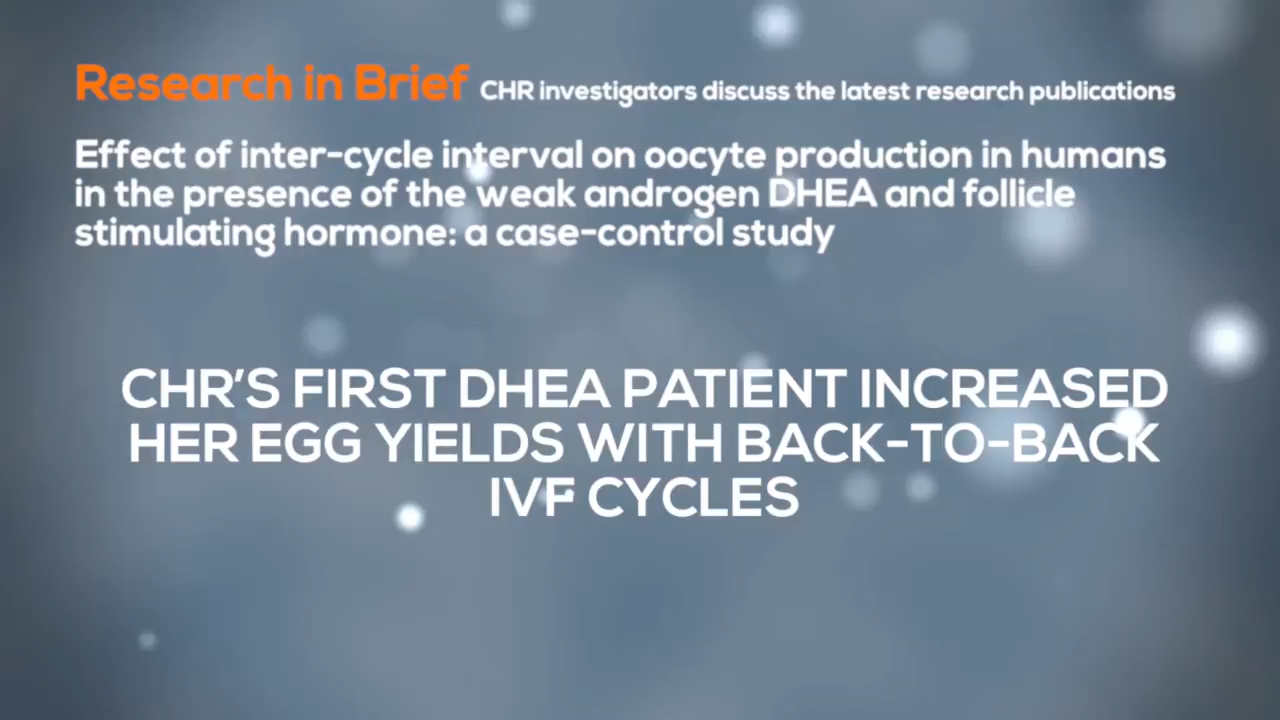 Research in Brief CHR investigators discuss the latest research publications
Effect of inter-cycle interval on oocyte production in humans
in the presence of the weak androgen DHEA and follicle
stimulating hormone: a case-control study
CHR'S FIRST DHEA PATIENT INCREASED
HER EGG YIELDS WITH BACK-TO-BACK
IVF CYCLES